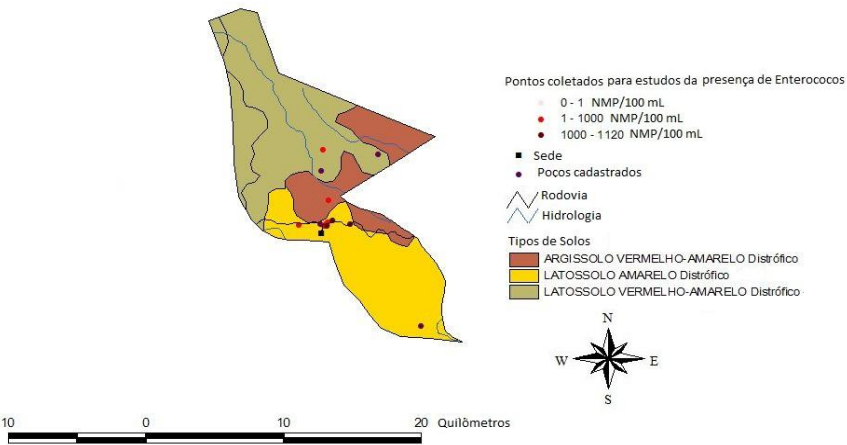 Pontos coletados para estudos da presença de Enterococos
0 - 1 NMP/100 mL
1 - 1000 NMP/100 mL
1000 - 1120 NMP/100 mL
Sede
Poços cadastrados
Rodovia
Hidrologia
Tipos de Solos
ARGISSOLO VERMELHO-AMARELO Distrófico
LATOSSOLO AMARELO Distrófico
LATOSSOLO VERMELHO-AMARELO Distrófico
N
W E
S
10 0 10 20 Quilômetros